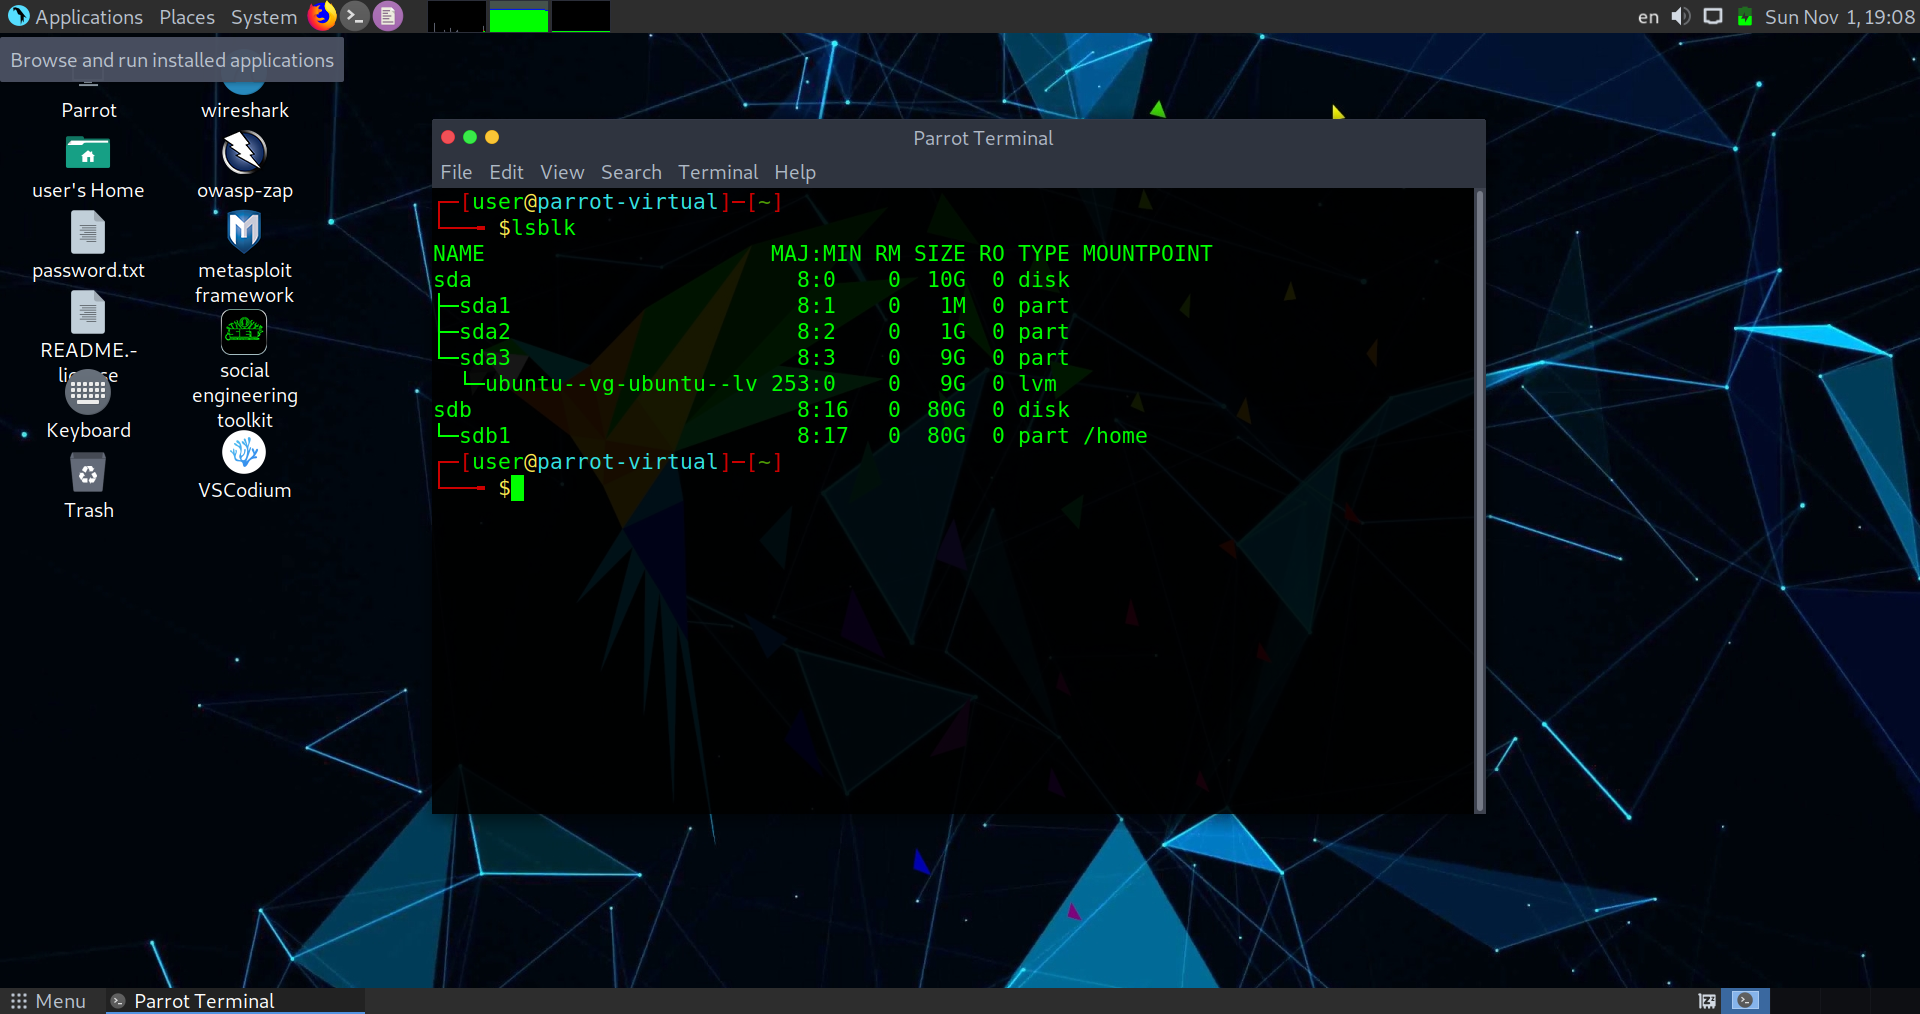 Applications Places System
en Sun Nov 1, 19:08
Browse and run installed applications
Parrot
wireshark
user's Home
owasp-zap
password.txt
metasploit
framework
README.-
license
social
engineering
toolkit
Keyboard
VSCodium
Trash
Parrot Terminal
File Edit View Search Terminal Help
┌─[user@parrot-virtual]─[~]
└──╼ $lsblk
NAME                      MAJ:MIN RM SIZE RO TYPE MOUNTPOINT
sda                         8:0    0  10G  0 disk
├─sda1                      8:1    0   1M  0 part
├─sda2                      8:2    0   1G  0 part
└─sda3                      8:3    0   9G  0 part
  └─ubuntu--vg-ubuntu--lv 253:0    0   9G  0 lvm
sdb                         8:16   0  80G  0 disk
└─sdb1                      8:17   0  80G  0 part /home
┌─[user@parrot-virtual]─[~]
└──╼ $
Menu Parrot Terminal